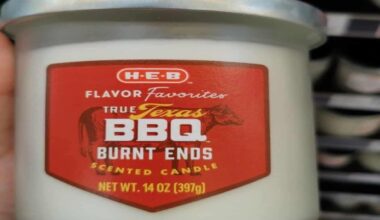 H-E-B
FLAVOR Favorites
TRUE Texas
BBQ
BURNT ENDS
SCENTED CANDLE
NET WT. 14 OZ (397g)